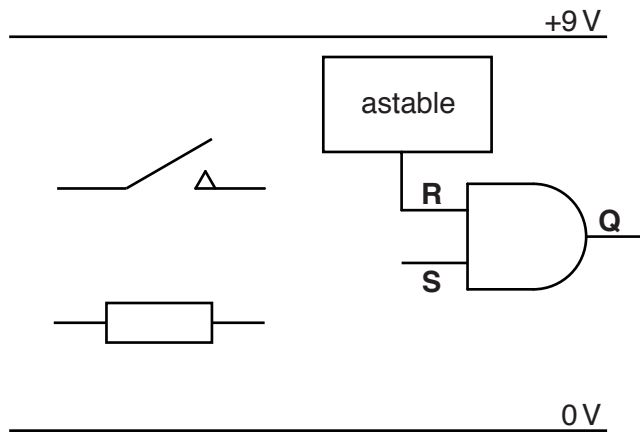 +9 V
astable
R
Q
S
0 V